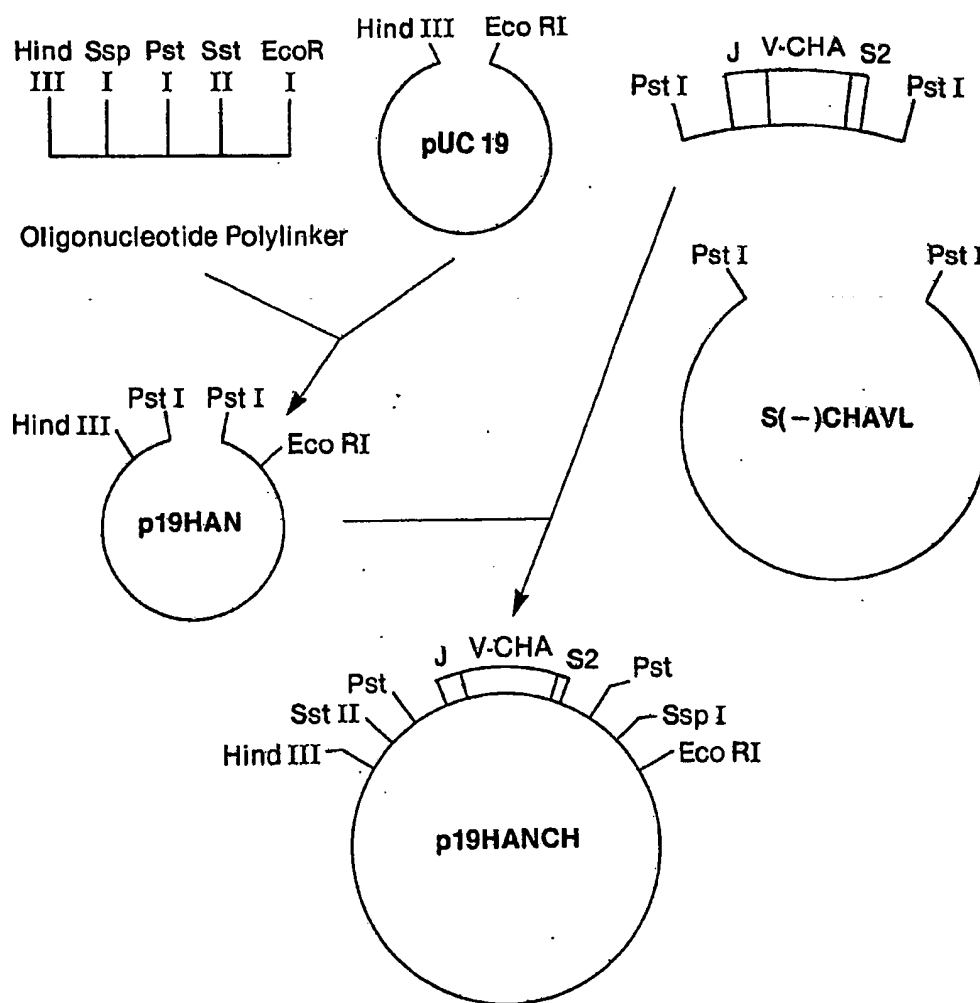 Hind Ssp Pst Sst EcoR
III I I II I
Oligonucleotide Polylinker
Hind III Eco RI
pUC 19
J V-CHA S2
Pst I Pst I
Pst I Pst I
S(−)CHAVL
Pst I Pst I
Hind III Eco RI
p19HAN
J V-CHA S2
Pst Pst
Sst II Ssp I
Hind III Eco RI
p19HANCH